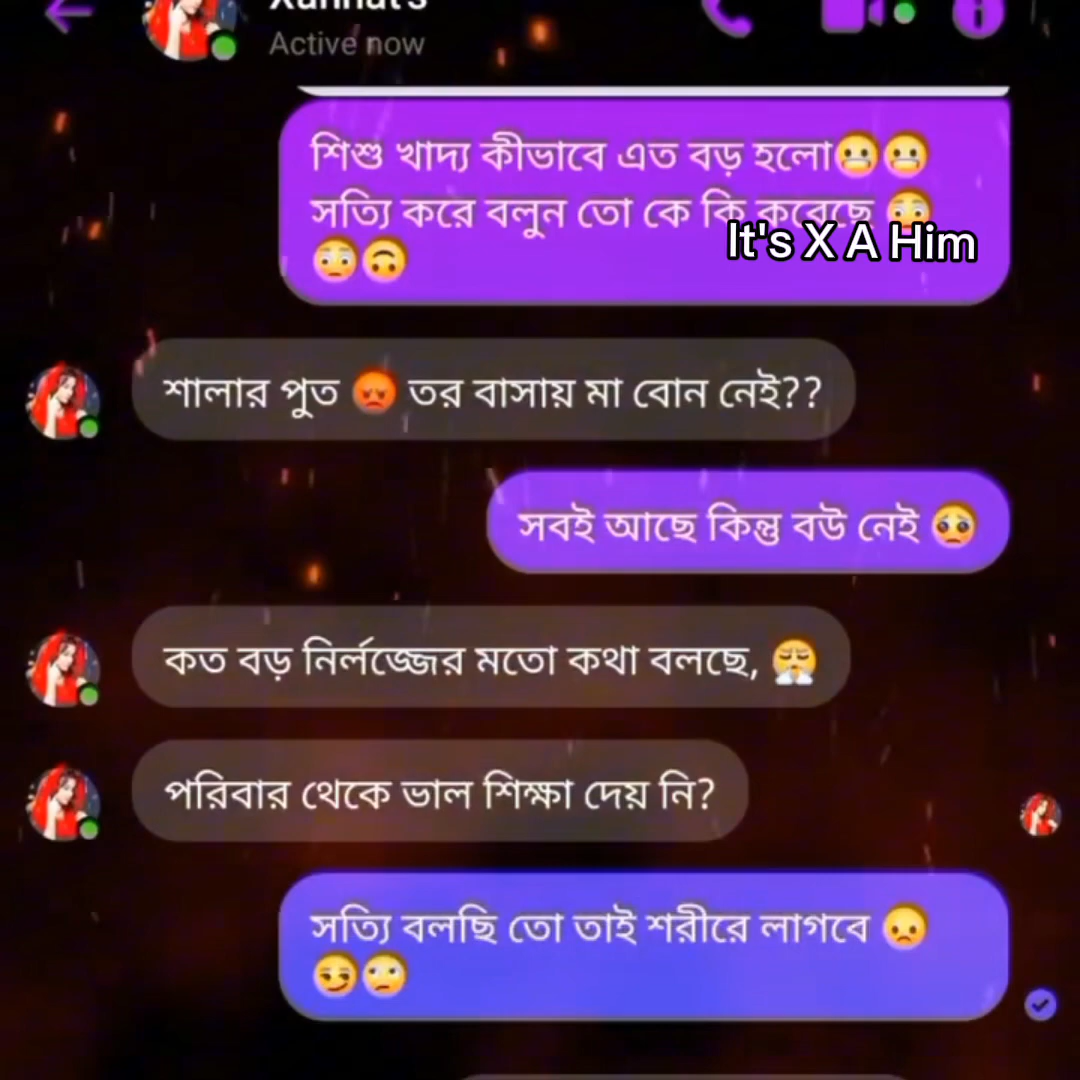 Active now
শিশু খাদ্য কীভাবে এত বড় হলো😬😬
সত্যি করে বলুন তো কে কি করেছে 😳
😳🙃
It's X A Him
শালার পুত 😡 তর বাসায় মা বোন নেই??
সবই আছে কিন্তু বউ নেই 🥺
কত বড় নির্লজ্জের মতো কথা বলছে, 😤
পরিবার থেকে ভাল শিক্ষা দেয় নি?
সত্যি বলছি তো তাই শরীরে লাগবে 😞
😏🙄